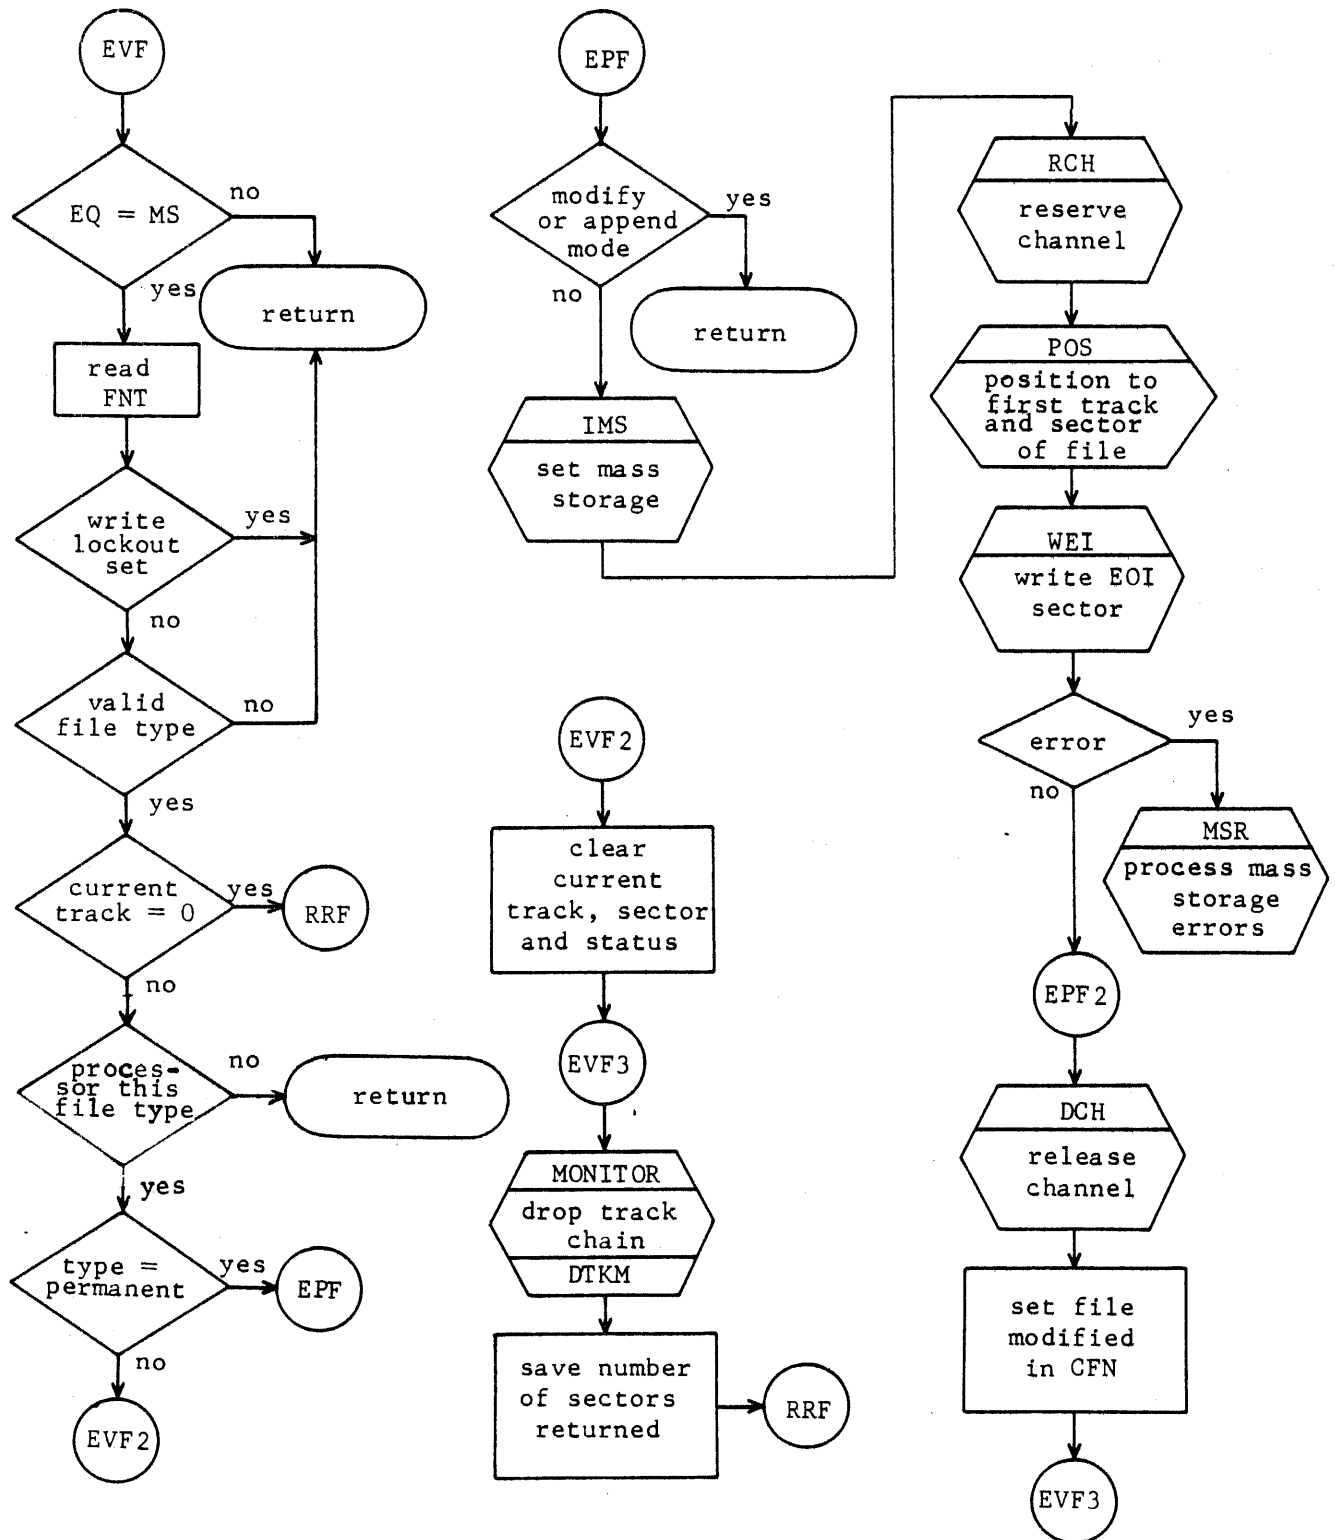 EVF
EQ = MS
no
yes
return
read
FNT
write
lockout
set
yes
no
valid
file type
no
yes
current
track = 0
yes
RRF
no
proces-
sor this
file type
no
return
yes
type =
permanent
yes
EPF
no
EVF2
EPF
modify
or append
mode
yes
no
return
IMS
set mass
storage
EVF2
clear
current
track, sector
and status
EVF3
MONITOR
drop track
chain
DTKM
save number
of sectors
returned
RRF
RCH
reserve
channel
POS
position to
first track
and sector
of file
WEI
write EOI
sector
error
yes
no
MSR
process mass
storage
errors
EPF2
DCH
release
channel
set file
modified
in CFN
EVF3